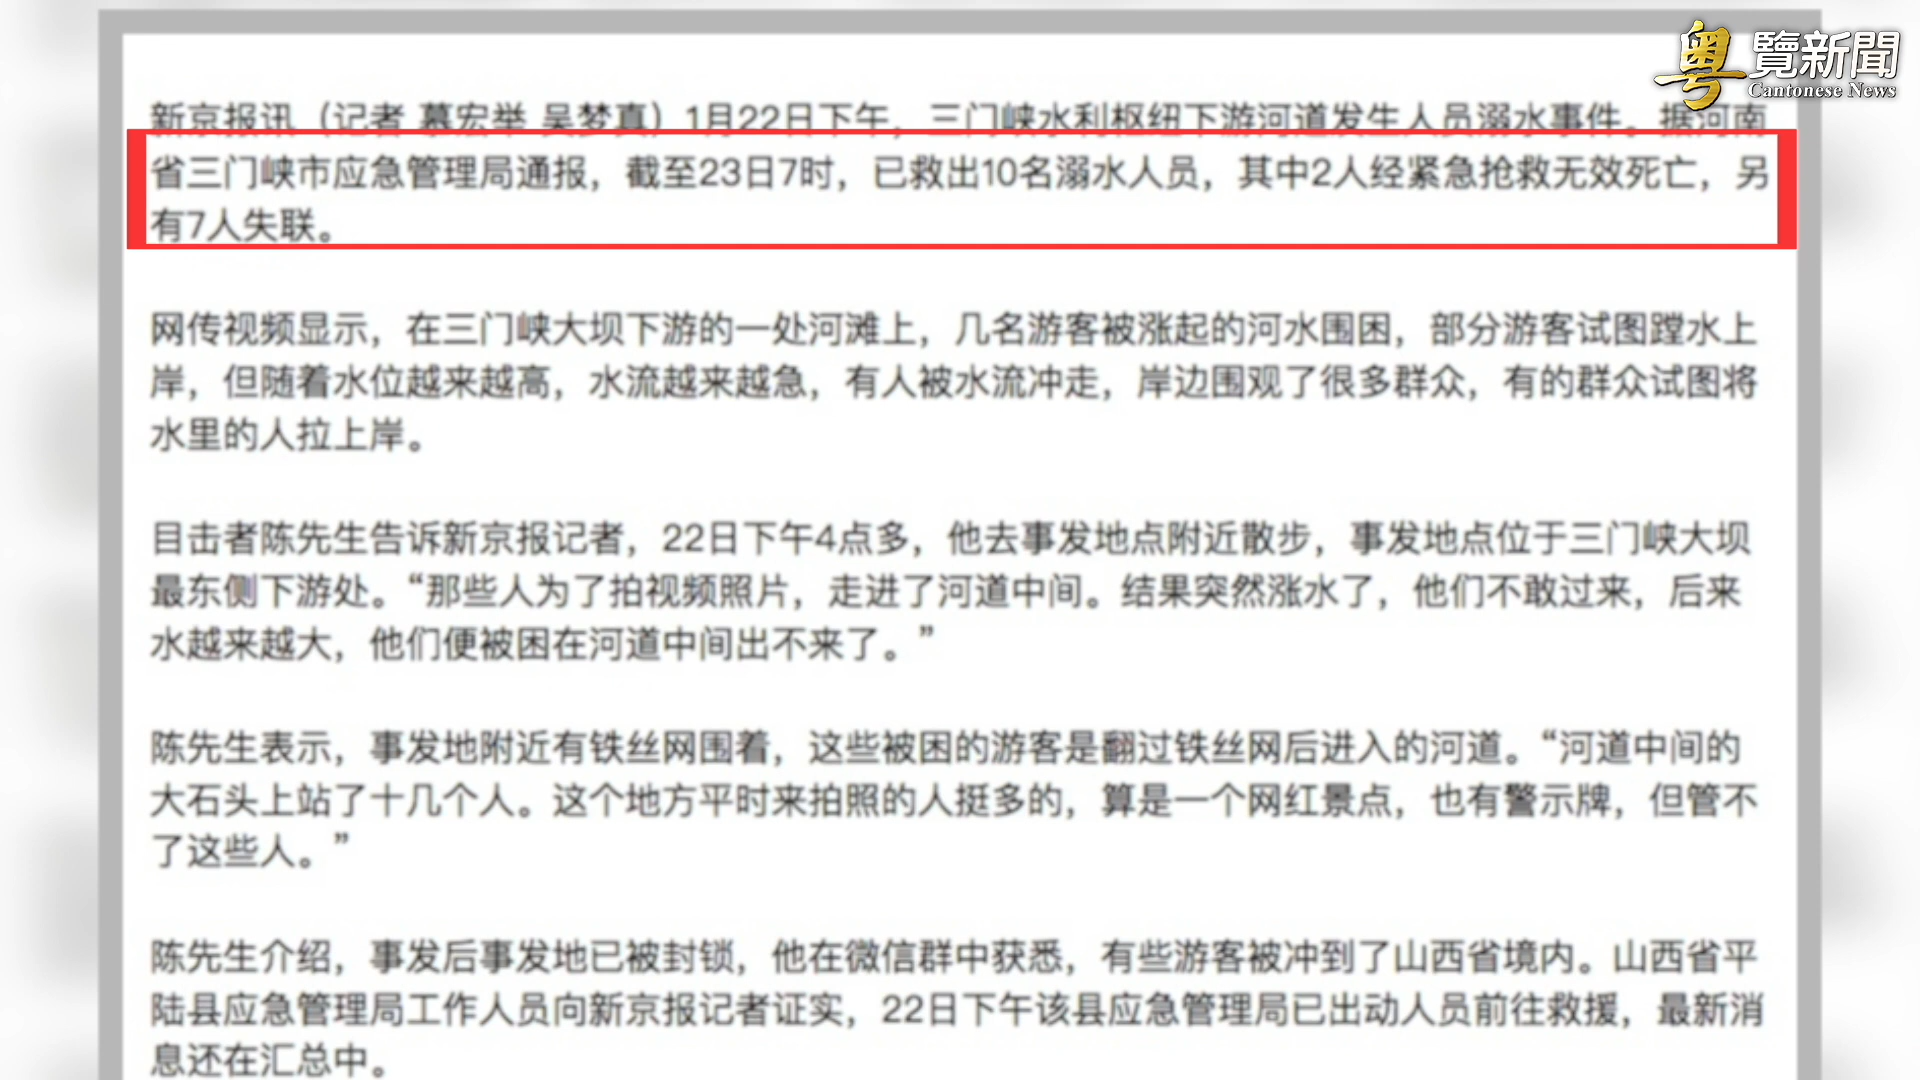 粤覽新聞
Cantonese News
新京报讯（记者 慕宏举 吴梦真）1月22日下午，三门峡水利枢纽下游河道发生人员溺水事件。据河南
省三门峡市应急管理局通报，截至23日7时，已救出10名溺水人员，其中2人经紧急抢救无效死亡，另
有7人失联。
网传视频显示，在三门峡大坝下游的一处河滩上，几名游客被涨起的河水围困，部分游客试图蹚水上
岸，但随着水位越来越高，水流越来越急，有人被水流冲走，岸边围观了很多群众，有的群众试图将
水里的人拉上岸。
目击者陈先生告诉新京报记者，22日下午4点多，他去事发地点附近散步，事发地点位于三门峡大坝
最东侧下游处。“那些人为了拍视频照片，走进了河道中间。结果突然涨水了，他们不敢过来，后来
水越来越大，他们便被困在河道中间出不来了。”
陈先生表示，事发地附近有铁丝网围着，这些被困的游客是翻过铁丝网后进入的河道。“河道中间的
大石头上站了十几个人。这个地方平时来拍照的人挺多的，算是一个网红景点，也有警示牌，但管不
了这些人。”
陈先生介绍，事发后事发地已被封锁，他在微信群中获悉，有些游客被冲到了山西省境内。山西省平
陆县应急管理局工作人员向新京报记者证实，22日下午该县应急管理局已出动人员前往救援，最新消
息还在汇总中。